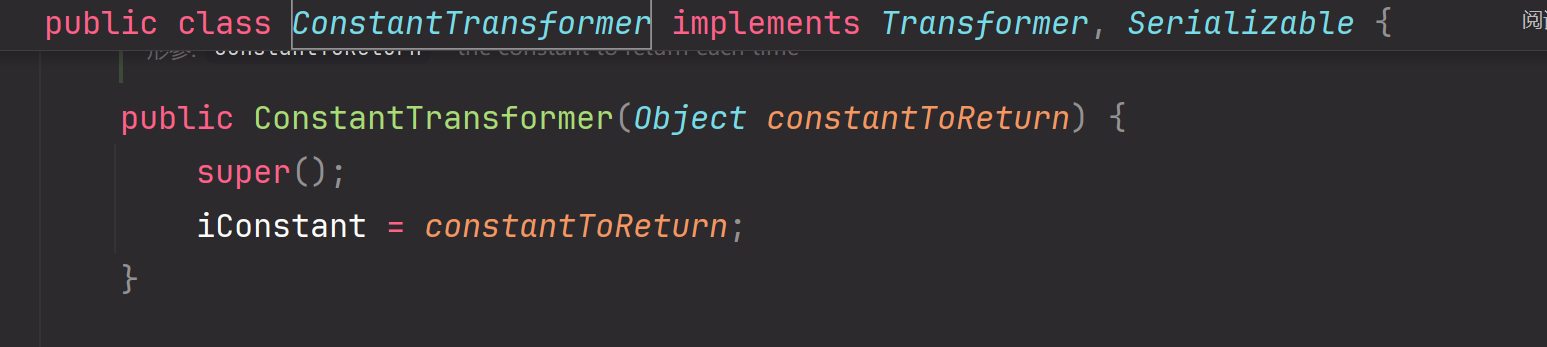 public class ConstantTransformer implements Transformer, Serializable {
阅
形参: constantToReturn – the constant to return each time
public ConstantTransformer(Object constantToReturn) {
super();
iConstant = constantToReturn;
}